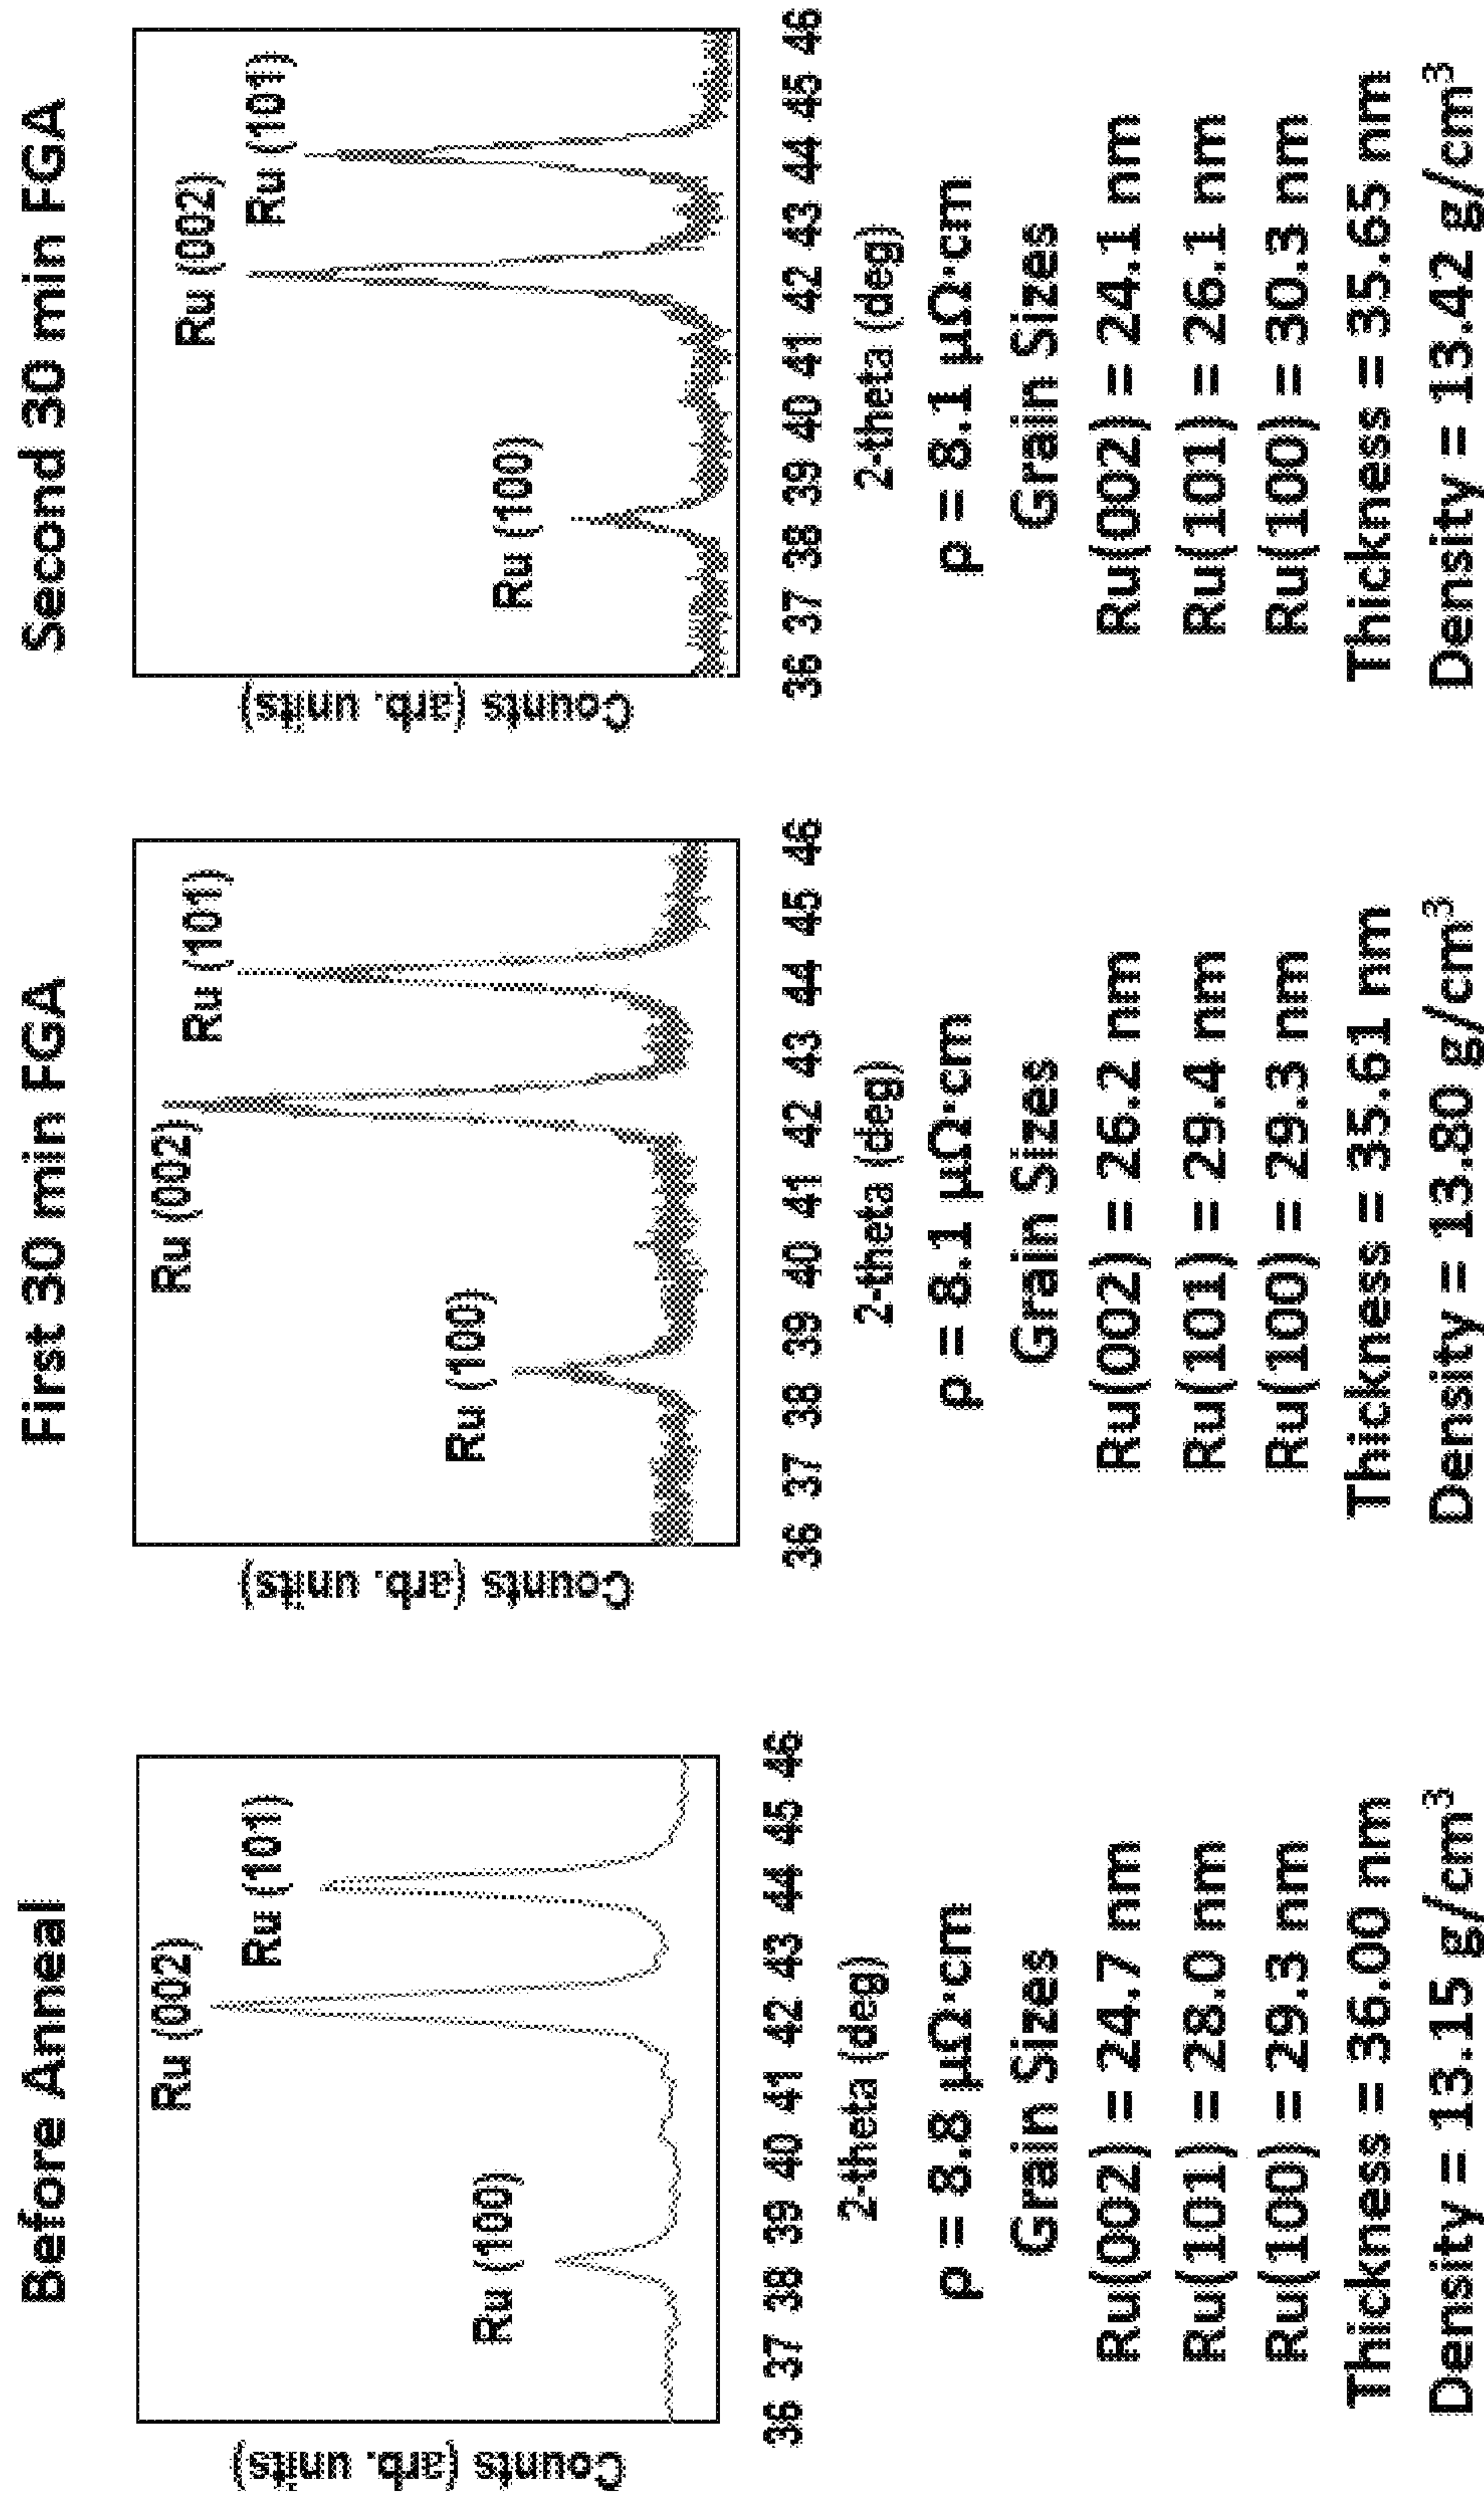 Before Anneal
Counts (arb. units)
Ru (100)
Ru (002)
Ru (101)
36 37 38 39 40 41 42 43 44 45 46
2-theta (deg)
ρ = 8.8 μΩ·cm
Grain Sizes
Ru(002) = 24.7 nm
Ru(101) = 28.0 nm
Ru(100) = 29.3 nm
Thickness = 36.00 nm
Density = 13.15 g/cm³
First 30 min FGA
Counts (arb. units)
Ru (100)
Ru (002)
Ru (101)
36 37 38 39 40 41 42 43 44 45 46
2-theta (deg)
ρ = 8.1 μΩ·cm
Grain Sizes
Ru(002) = 26.2 nm
Ru(101) = 29.4 nm
Ru(100) = 29.3 nm
Thickness = 35.61 nm
Density = 13.80 g/cm³
Second 30 min FGA
Counts (arb. units)
Ru (100)
Ru (002)
Ru (101)
36 37 38 39 40 41 42 43 44 45 46
2-theta (deg)
ρ = 8.1 μΩ·cm
Grain Sizes
Ru(002) = 24.1 nm
Ru(101) = 26.1 nm
Ru(100) = 30.3 nm
Thickness = 35.65 nm
Density = 13.42 g/cm³